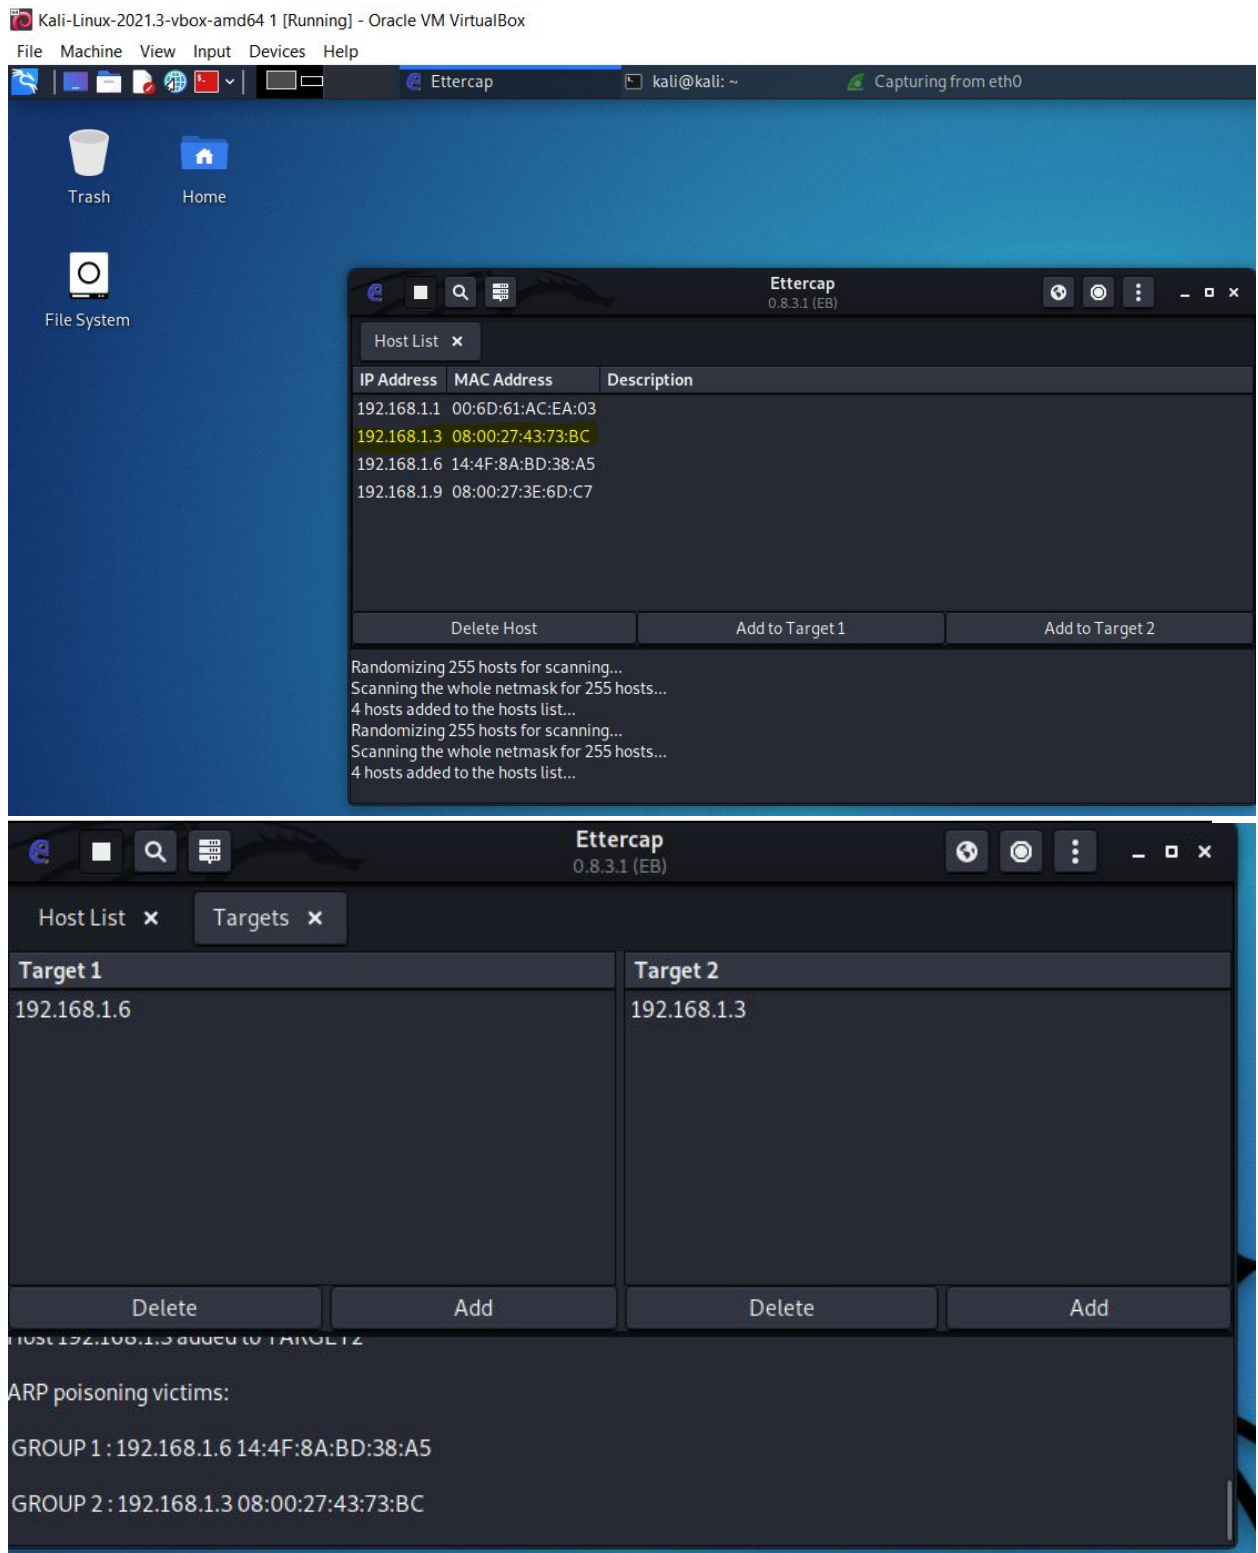 Kali-Linux-2021.3-vbox-amd64 1 [Running] - Oracle VM VirtualBox
File Machine View Input Devices Help
Ettercap kali@kali: ~ Capturing from eth0
Trash Home
File System
Ettercap
0.8.3.1 (EB)
Host List
IP Address MAC Address Description
192.168.1.1 00:6D:61:AC:EA:03
192.168.1.3 08:00:27:43:73:BC
192.168.1.6 14:4F:8A:BD:38:A5
192.168.1.9 08:00:27:3E:6D:C7
Delete Host Add to Target 1 Add to Target 2
Randomizing 255 hosts for scanning...
Scanning the whole netmask for 255 hosts...
4 hosts added to the hosts list...
Randomizing 255 hosts for scanning...
Scanning the whole netmask for 255 hosts...
4 hosts added to the hosts list...
Ettercap
0.8.3.1 (EB)
Host List Targets
Target 1 Target 2
192.168.1.6 192.168.1.3
Delete Add Delete Add
Host 192.168.1.3 added to TARGET2
ARP poisoning victims:
GROUP 1 : 192.168.1.6 14:4F:8A:BD:38:A5
GROUP 2 : 192.168.1.3 08:00:27:43:73:BC